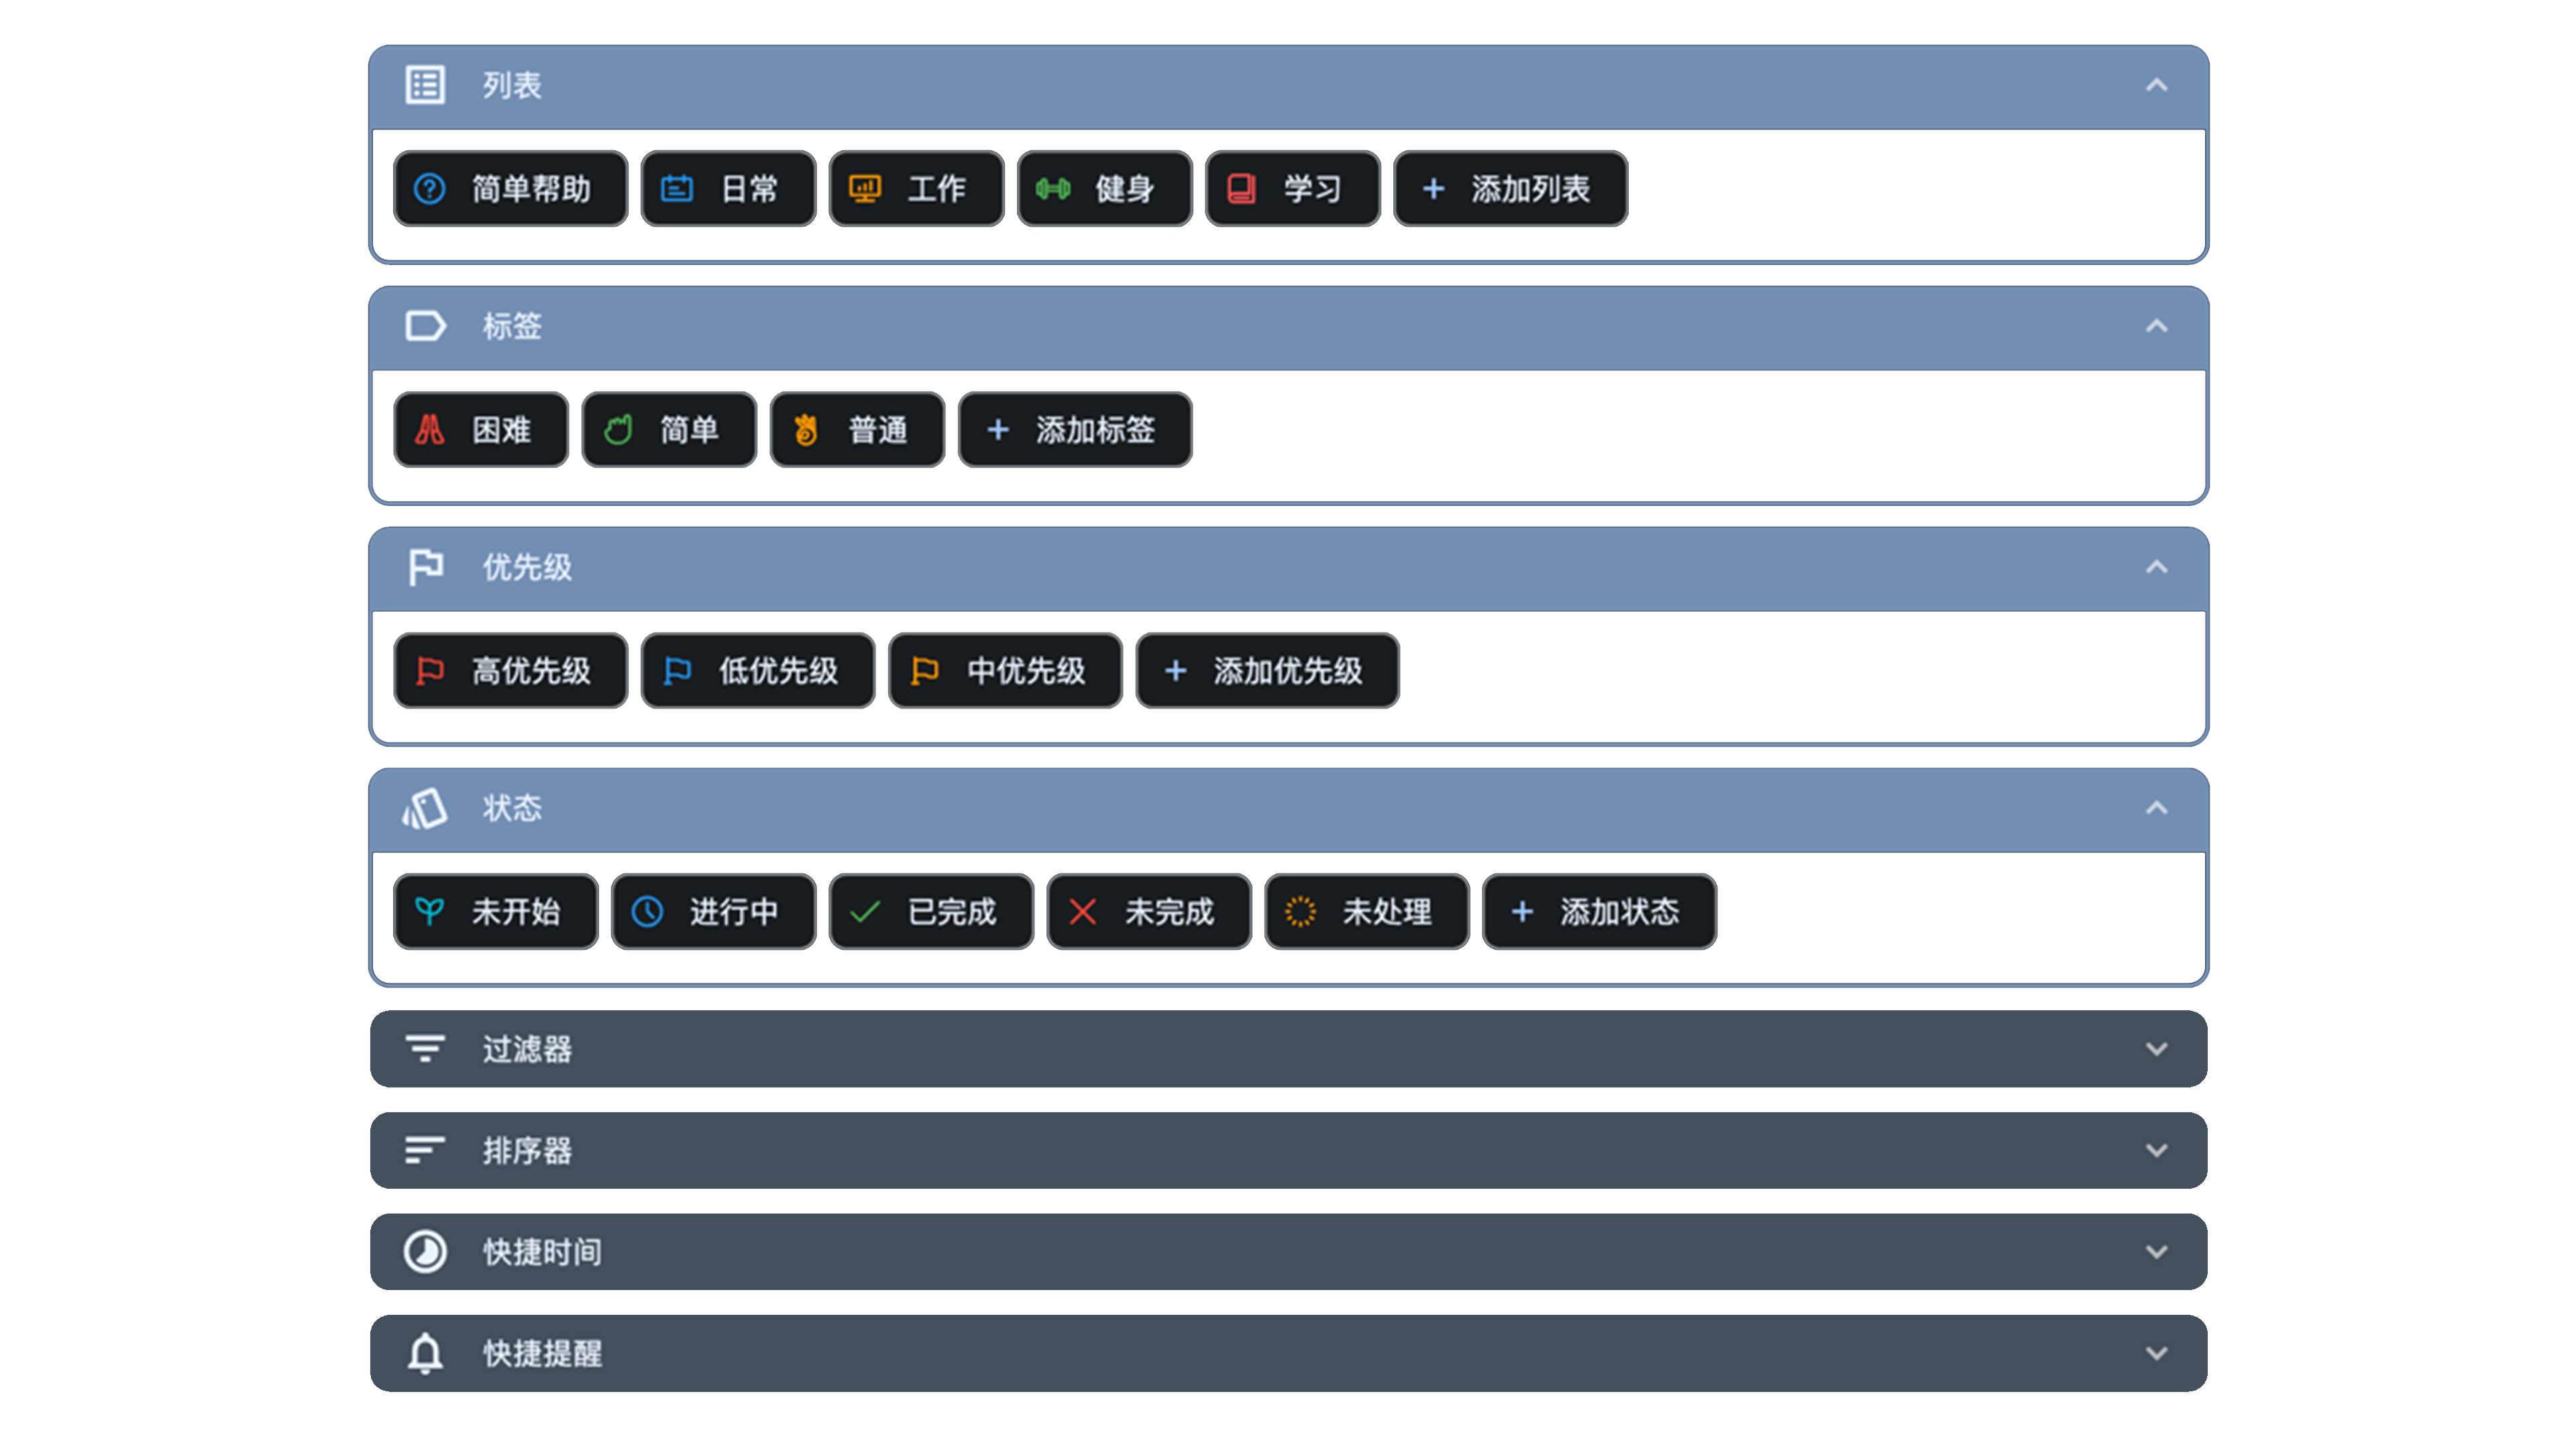 列表
简单帮助 日常 工作 健身 学习 + 添加列表
标签
困难 简单 普通 + 添加标签
优先级
高优先级 低优先级 中优先级 + 添加优先级
状态
未开始 进行中 已完成 未完成 未处理 + 添加状态
过滤器
排序器
快捷时间
快捷提醒